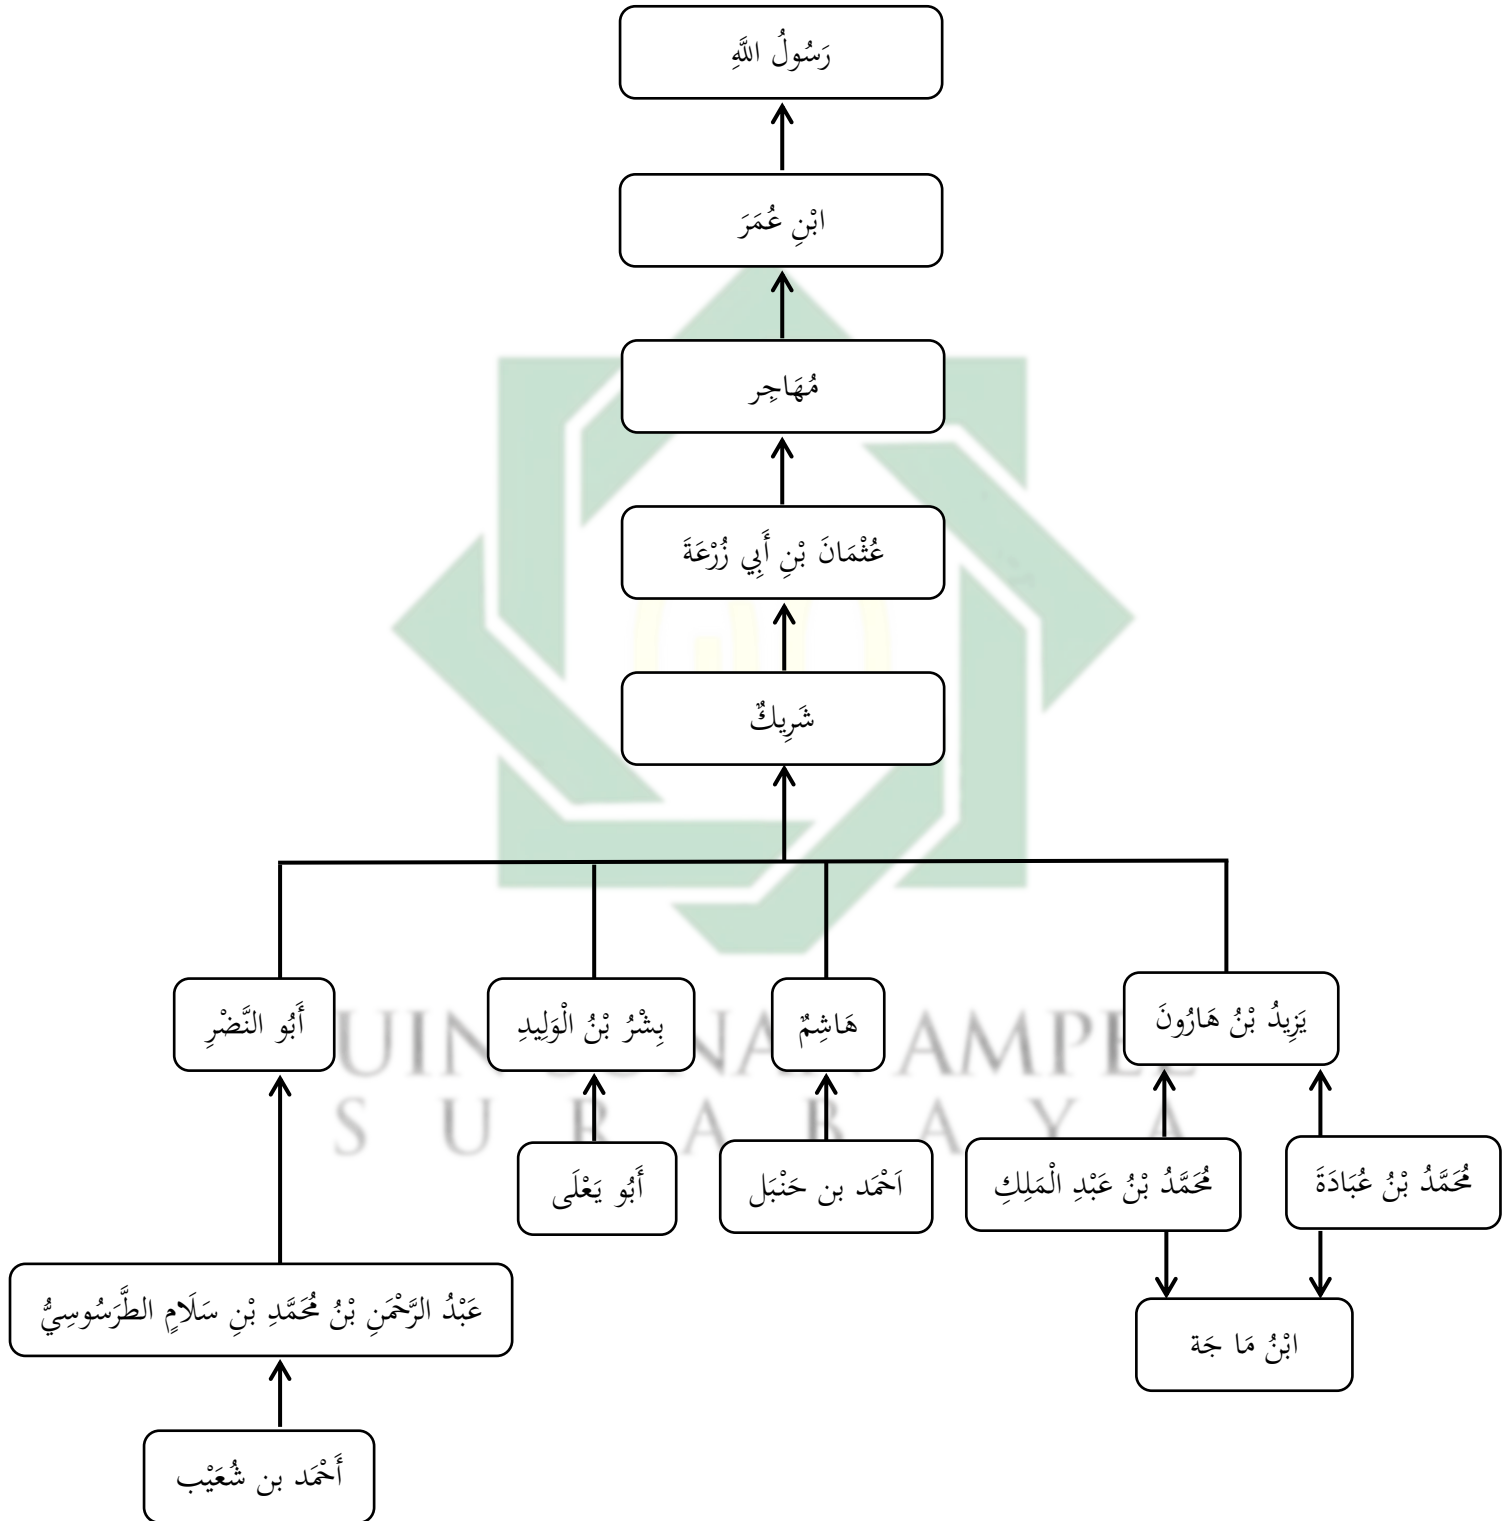 رَسُولُ اللَّهِ
ابْنِ عُمَرَ
مُهَاجِر
عُثْمَانَ بْنِ أَبِي زُرْعَةَ
شَرِيكٌ
يَزِيدُ بْنُ هَارُونَ
هَاشِمٌ
بِشْرُ بْنُ الْوَلِيدِ
أَبُو النَّضْرِ
UIN SUNAN AMPEL
SURABAYA
مُحَمَّدُ بْنُ عُبَادَةَ
مُحَمَّدُ بْنُ عَبْدِ الْمَلِكِ
اَحْمَد بن حَنْبَل
أَبُو يَعْلَى
عَبْدُ الرَّحْمَنِ بْنُ مُحَمَّدِ بْنِ سَلَامٍ الطَّرَسُوسِيُّ
ابْنُ مَا جَة
أَحْمَد بن شُعَيْب